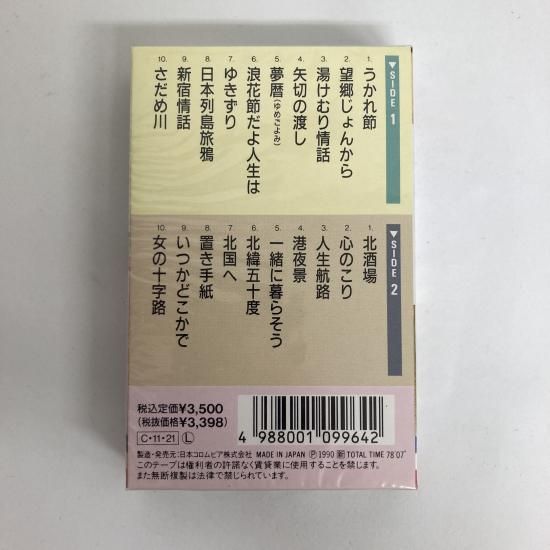 ▼SIDE 1
1. うかれ節
2. 望郷じょんから
3. 湯けむり情話
4. 矢切の渡し
5. 夢暦(ゆめごよみ)
6. 浪花節だよ人生は
7. ゆきずり
8. 日本列島旅鴉
9. 新宿情話
10. さだめ川
▼SIDE 2
1. 北酒場
2. 心のこり
3. 人生航路
4. 港夜景
5. 一緒に暮らそう
6. 北緯五十度
7. 北国へ
8. 置き手紙
9. いつかどこかで
10. 女の十字路
税込定価¥3,500
(税抜価格¥3,398)
C・11・21 L
4 988001 099642
製造・発売元:日本コロムビア株式会社 MADE IN JAPAN Ⓟ1990 TOTAL TIME 78'07"
このテープは権利者の許諾なく賃貸業に使用することを禁じます。
また無断複製は法律で禁じられています。